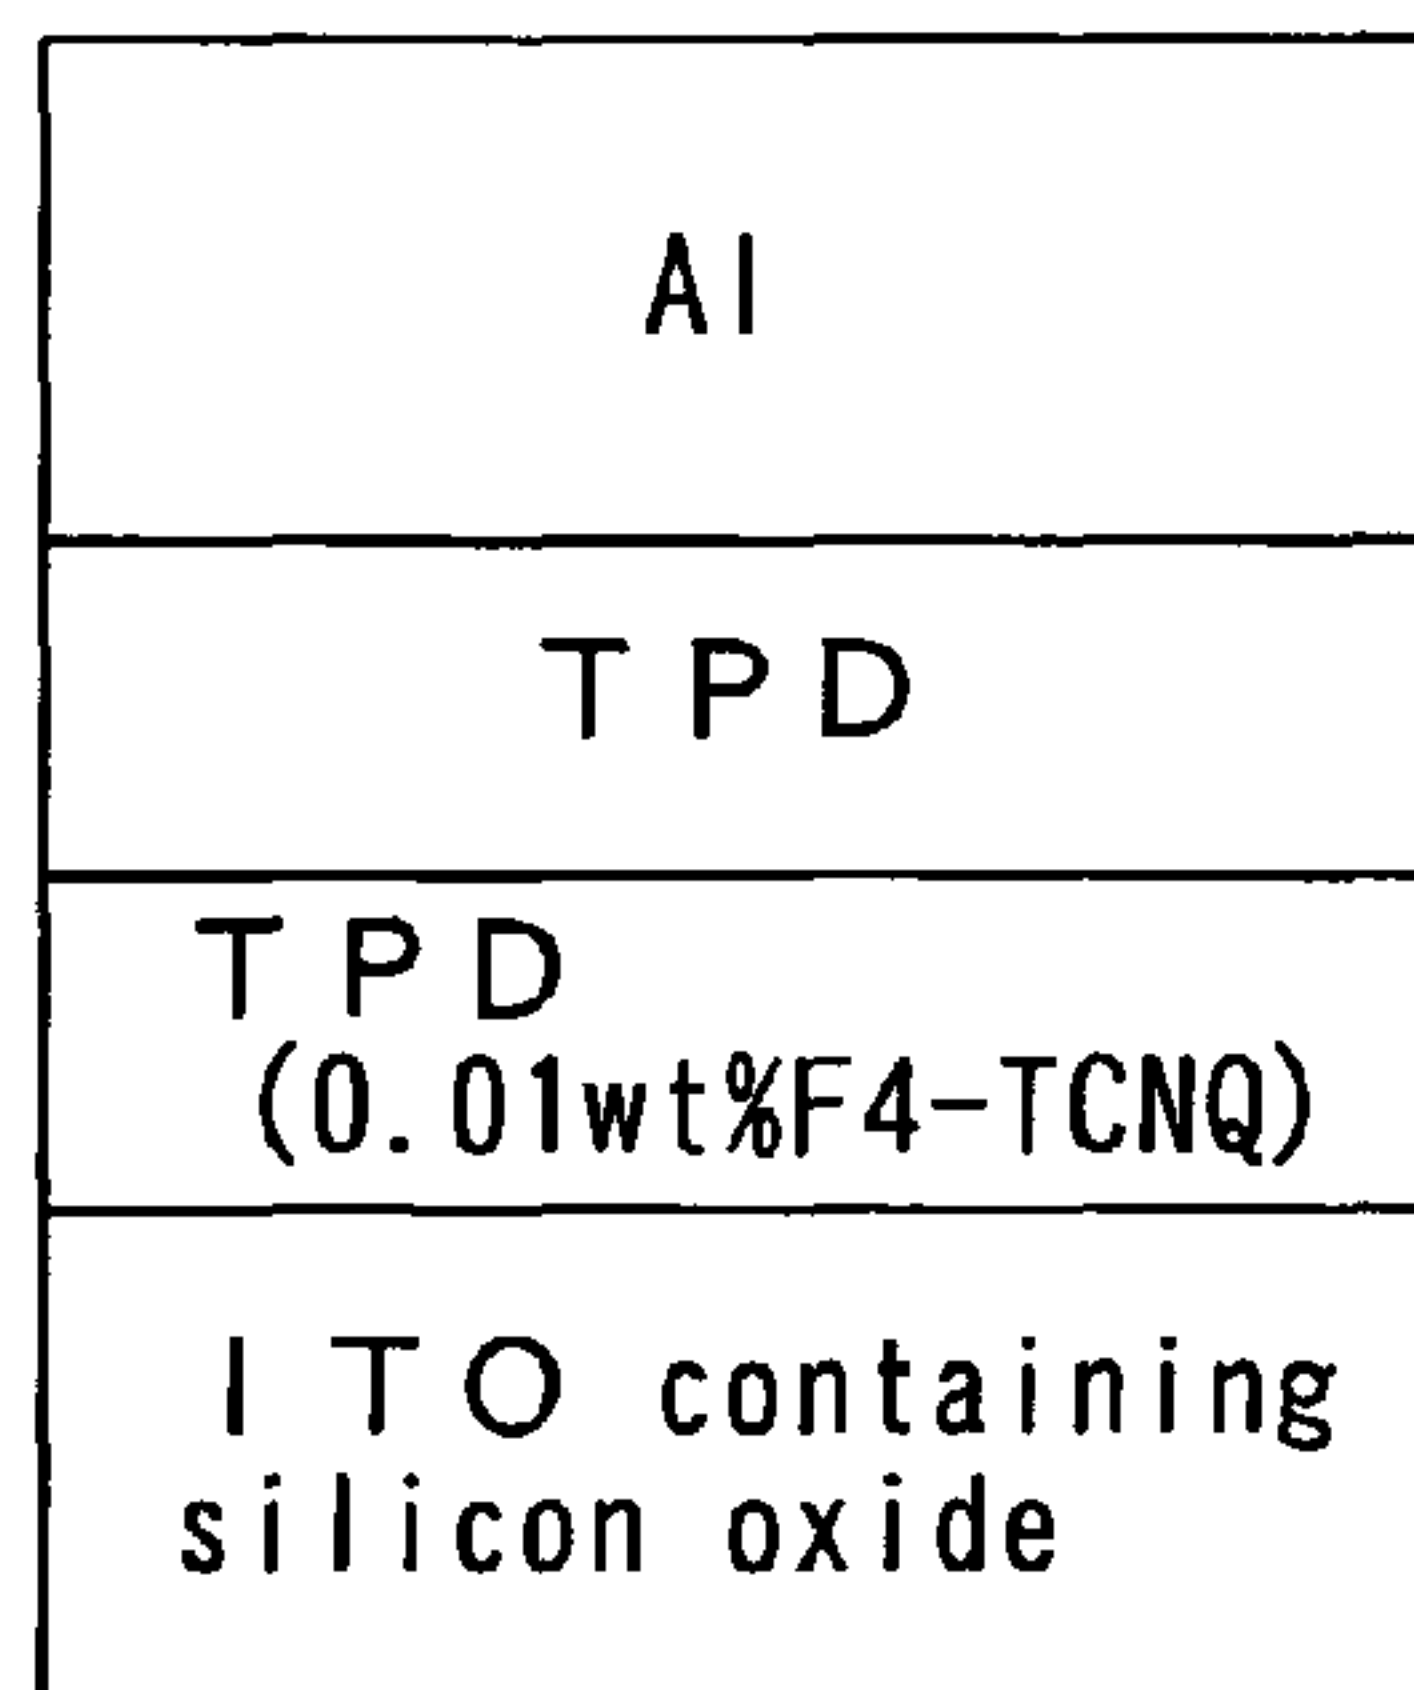 Al
TPD
TPD
(0.01wt%F4-TCNQ)
ITO containing
silicon oxide